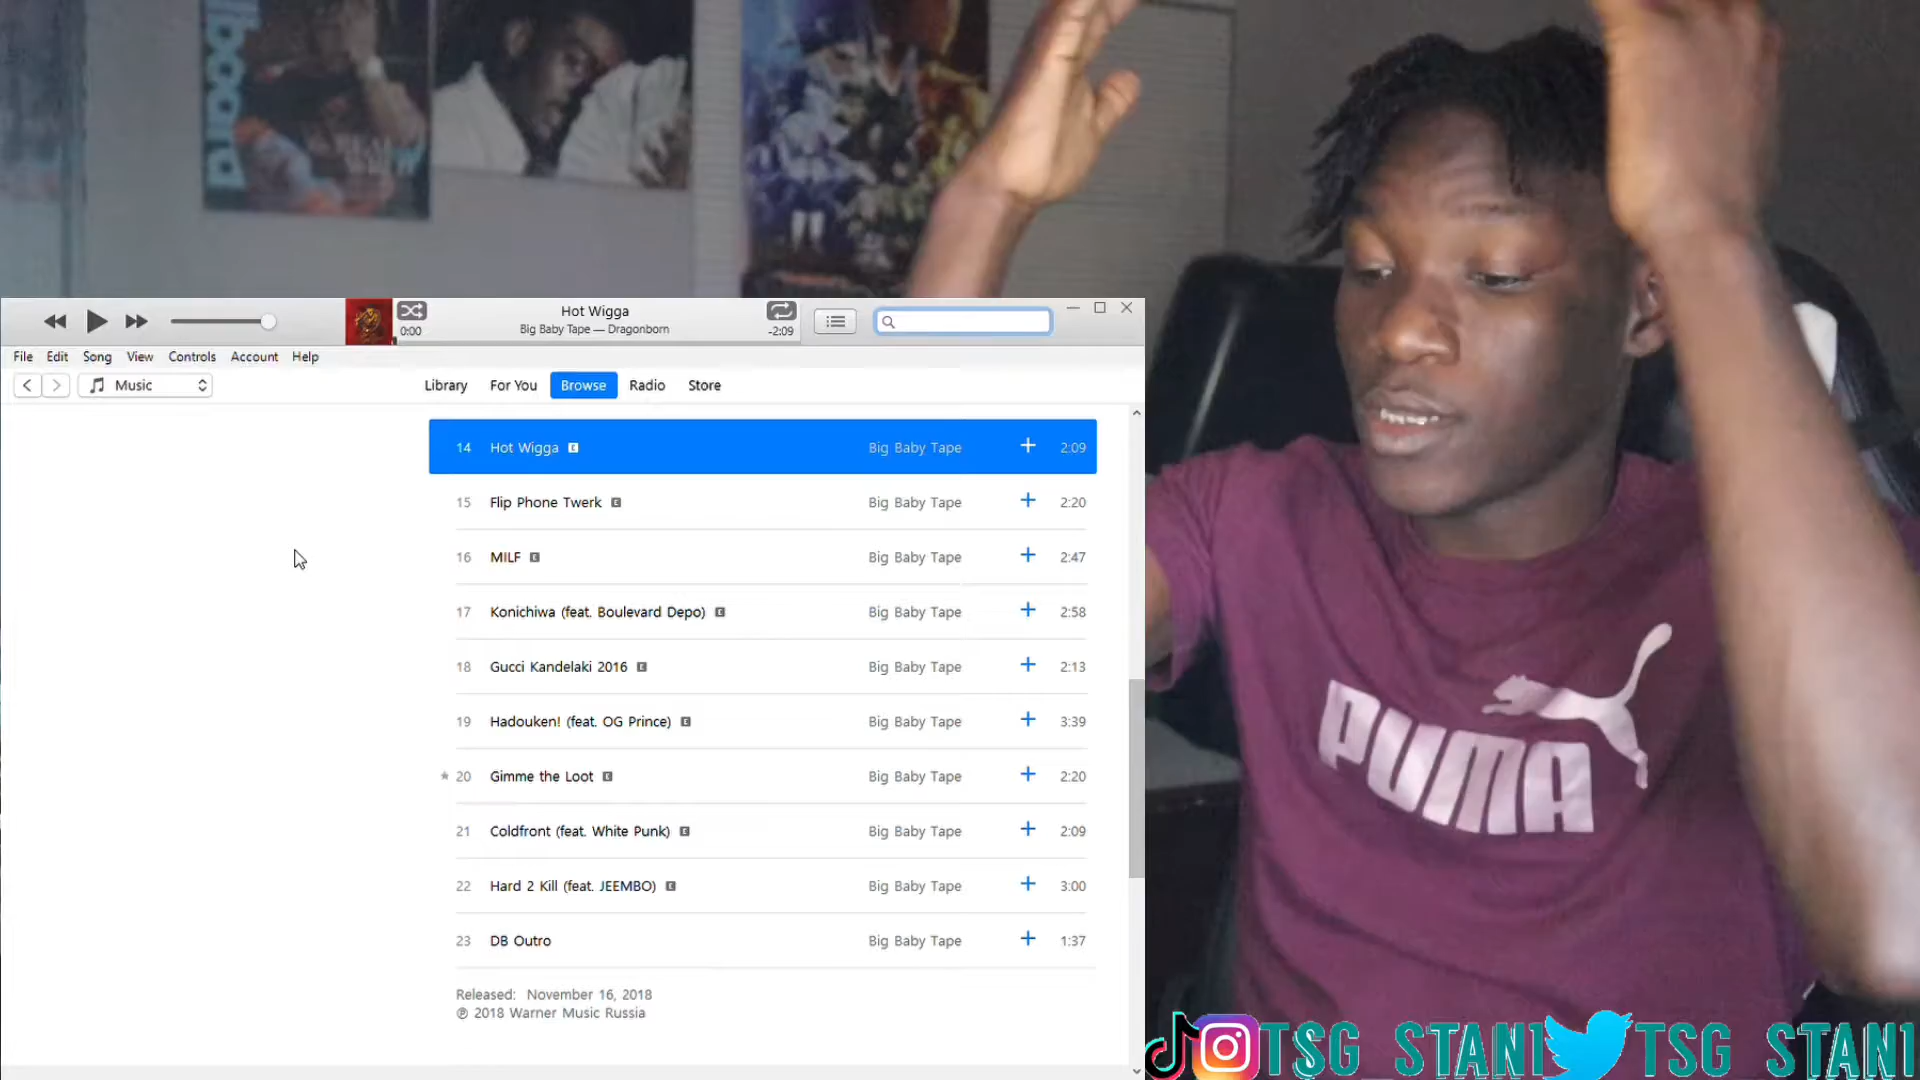 Hot Wigga
Big Baby Tape — Dragonborn
0:00
-2:09
File Edit Song View Controls Account Help
Music
Library For You Browse Radio Store
14 Hot Wigga E Big Baby Tape + 2:09
15 Flip Phone Twerk E Big Baby Tape + 2:20
16 MILF E Big Baby Tape + 2:47
17 Konichiwa (feat. Boulevard Depo) E Big Baby Tape + 2:58
18 Gucci Kandelaki 2016 E Big Baby Tape + 2:13
19 Hadouken! (feat. OG Prince) E Big Baby Tape + 3:39
★ 20 Gimme the Loot E Big Baby Tape + 2:20
21 Coldfront (feat. White Punk) E Big Baby Tape + 2:09
22 Hard 2 Kill (feat. JEEMBO) E Big Baby Tape + 3:00
23 DB Outro Big Baby Tape + 1:37
Released: November 16, 2018
℗ 2018 Warner Music Russia
PUMA
TSG_STAN1 TSG_STAN1